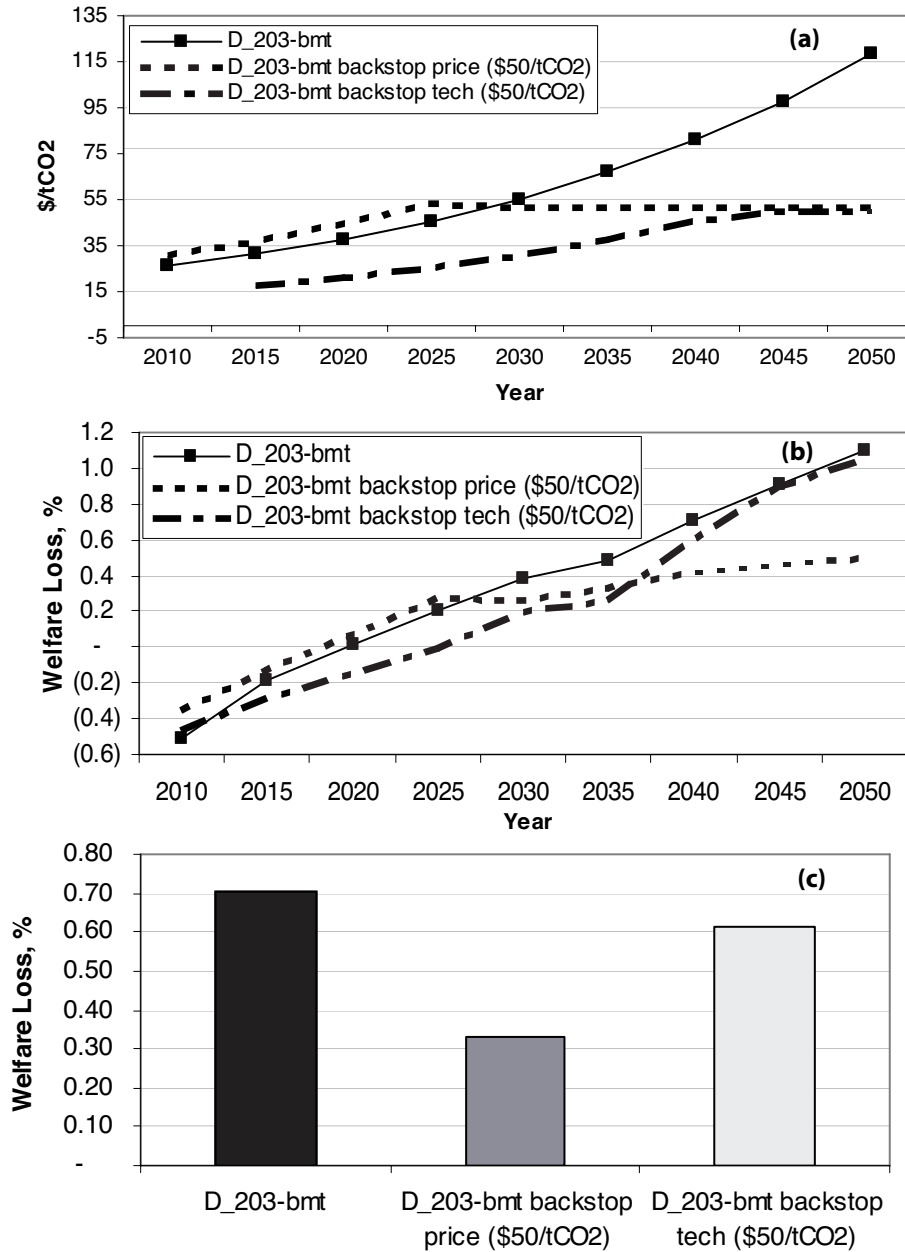 $/tCO2
115
95
75
55
35
15
-5
D_203-bmt
D_203-bmt backstop price ($50/tCO2)
D_203-bmt backstop tech ($50/tCO2)
(a)
2010 2015 2020 2025 2030 2035 2040 2045 2050
Year
Welfare Loss, %
1.2
1.0
0.8
0.6
0.4
0.2
-
(0.2)
(0.4)
(0.6)
D_203-bmt
D_203-bmt backstop price ($50/tCO2)
D_203-bmt backstop tech ($50/tCO2)
(b)
2010 2015 2020 2025 2030 2035 2040 2045 2050
Year
Welfare Loss, %
0.80
0.70
0.60
0.50
0.40
0.30
0.20
0.10
-
(c)
D_203-bmt
D_203-bmt backstop
price ($50/tCO2)
D_203-bmt backstop
tech ($50/tCO2)